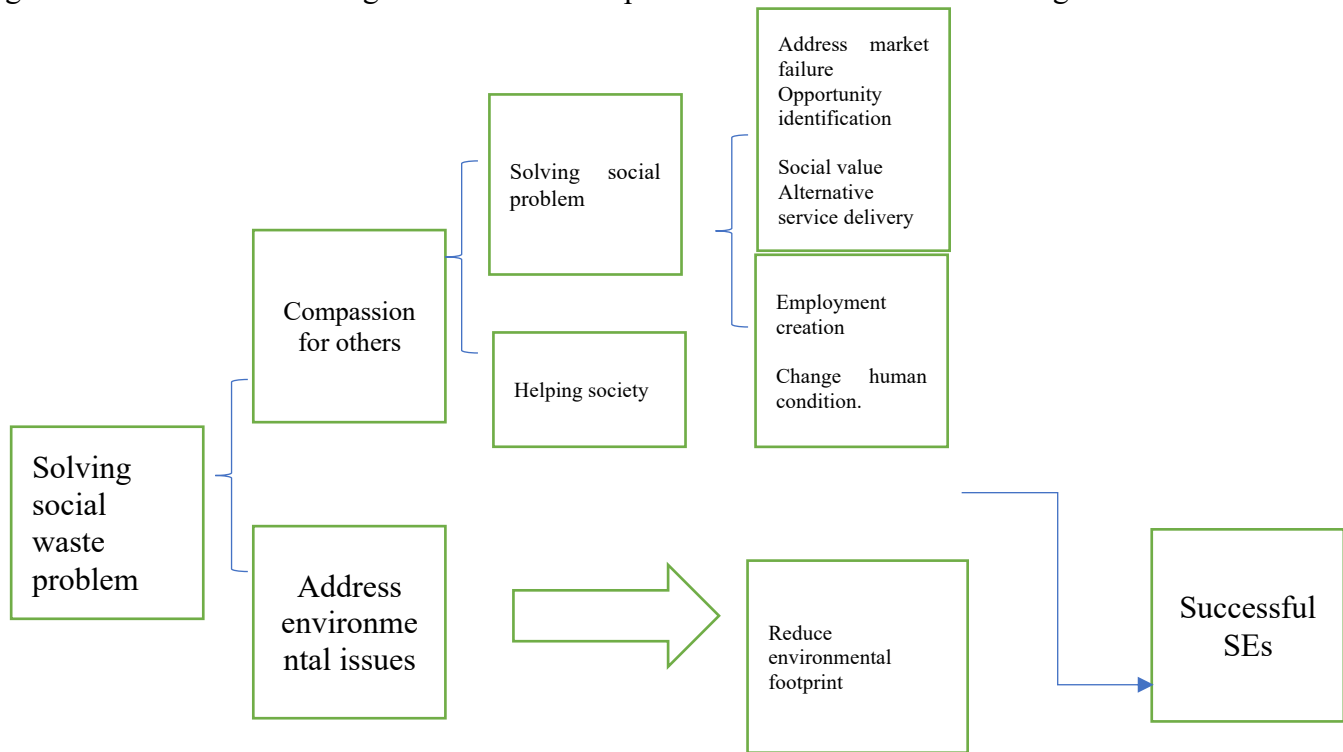 Address market
failure
Opportunity
identification
Social value
Alternative
service delivery
Solving social
problem
Compassion
for others
Employment
creation
Change human
condition.
Helping society
Solving
social
waste
problem
Address
environme
ntal issues
Reduce
environmental
footprint
Successful
SEs